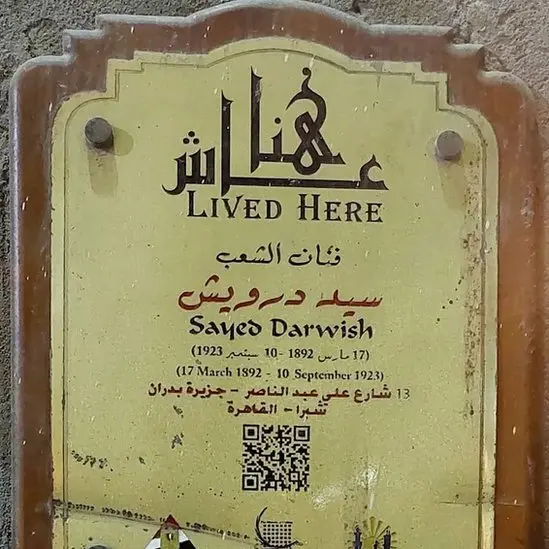 هنا
عاش
LIVED HERE
فنان الشعب
سيد درويش
Sayed Darwish
(17 مارس 1892 - 10 سبتمبر 1923)
(17 March 1892 - 10 September 1923)
13 شارع على عبد الناصر - جزيرة بدران
شبرا - القاهرة